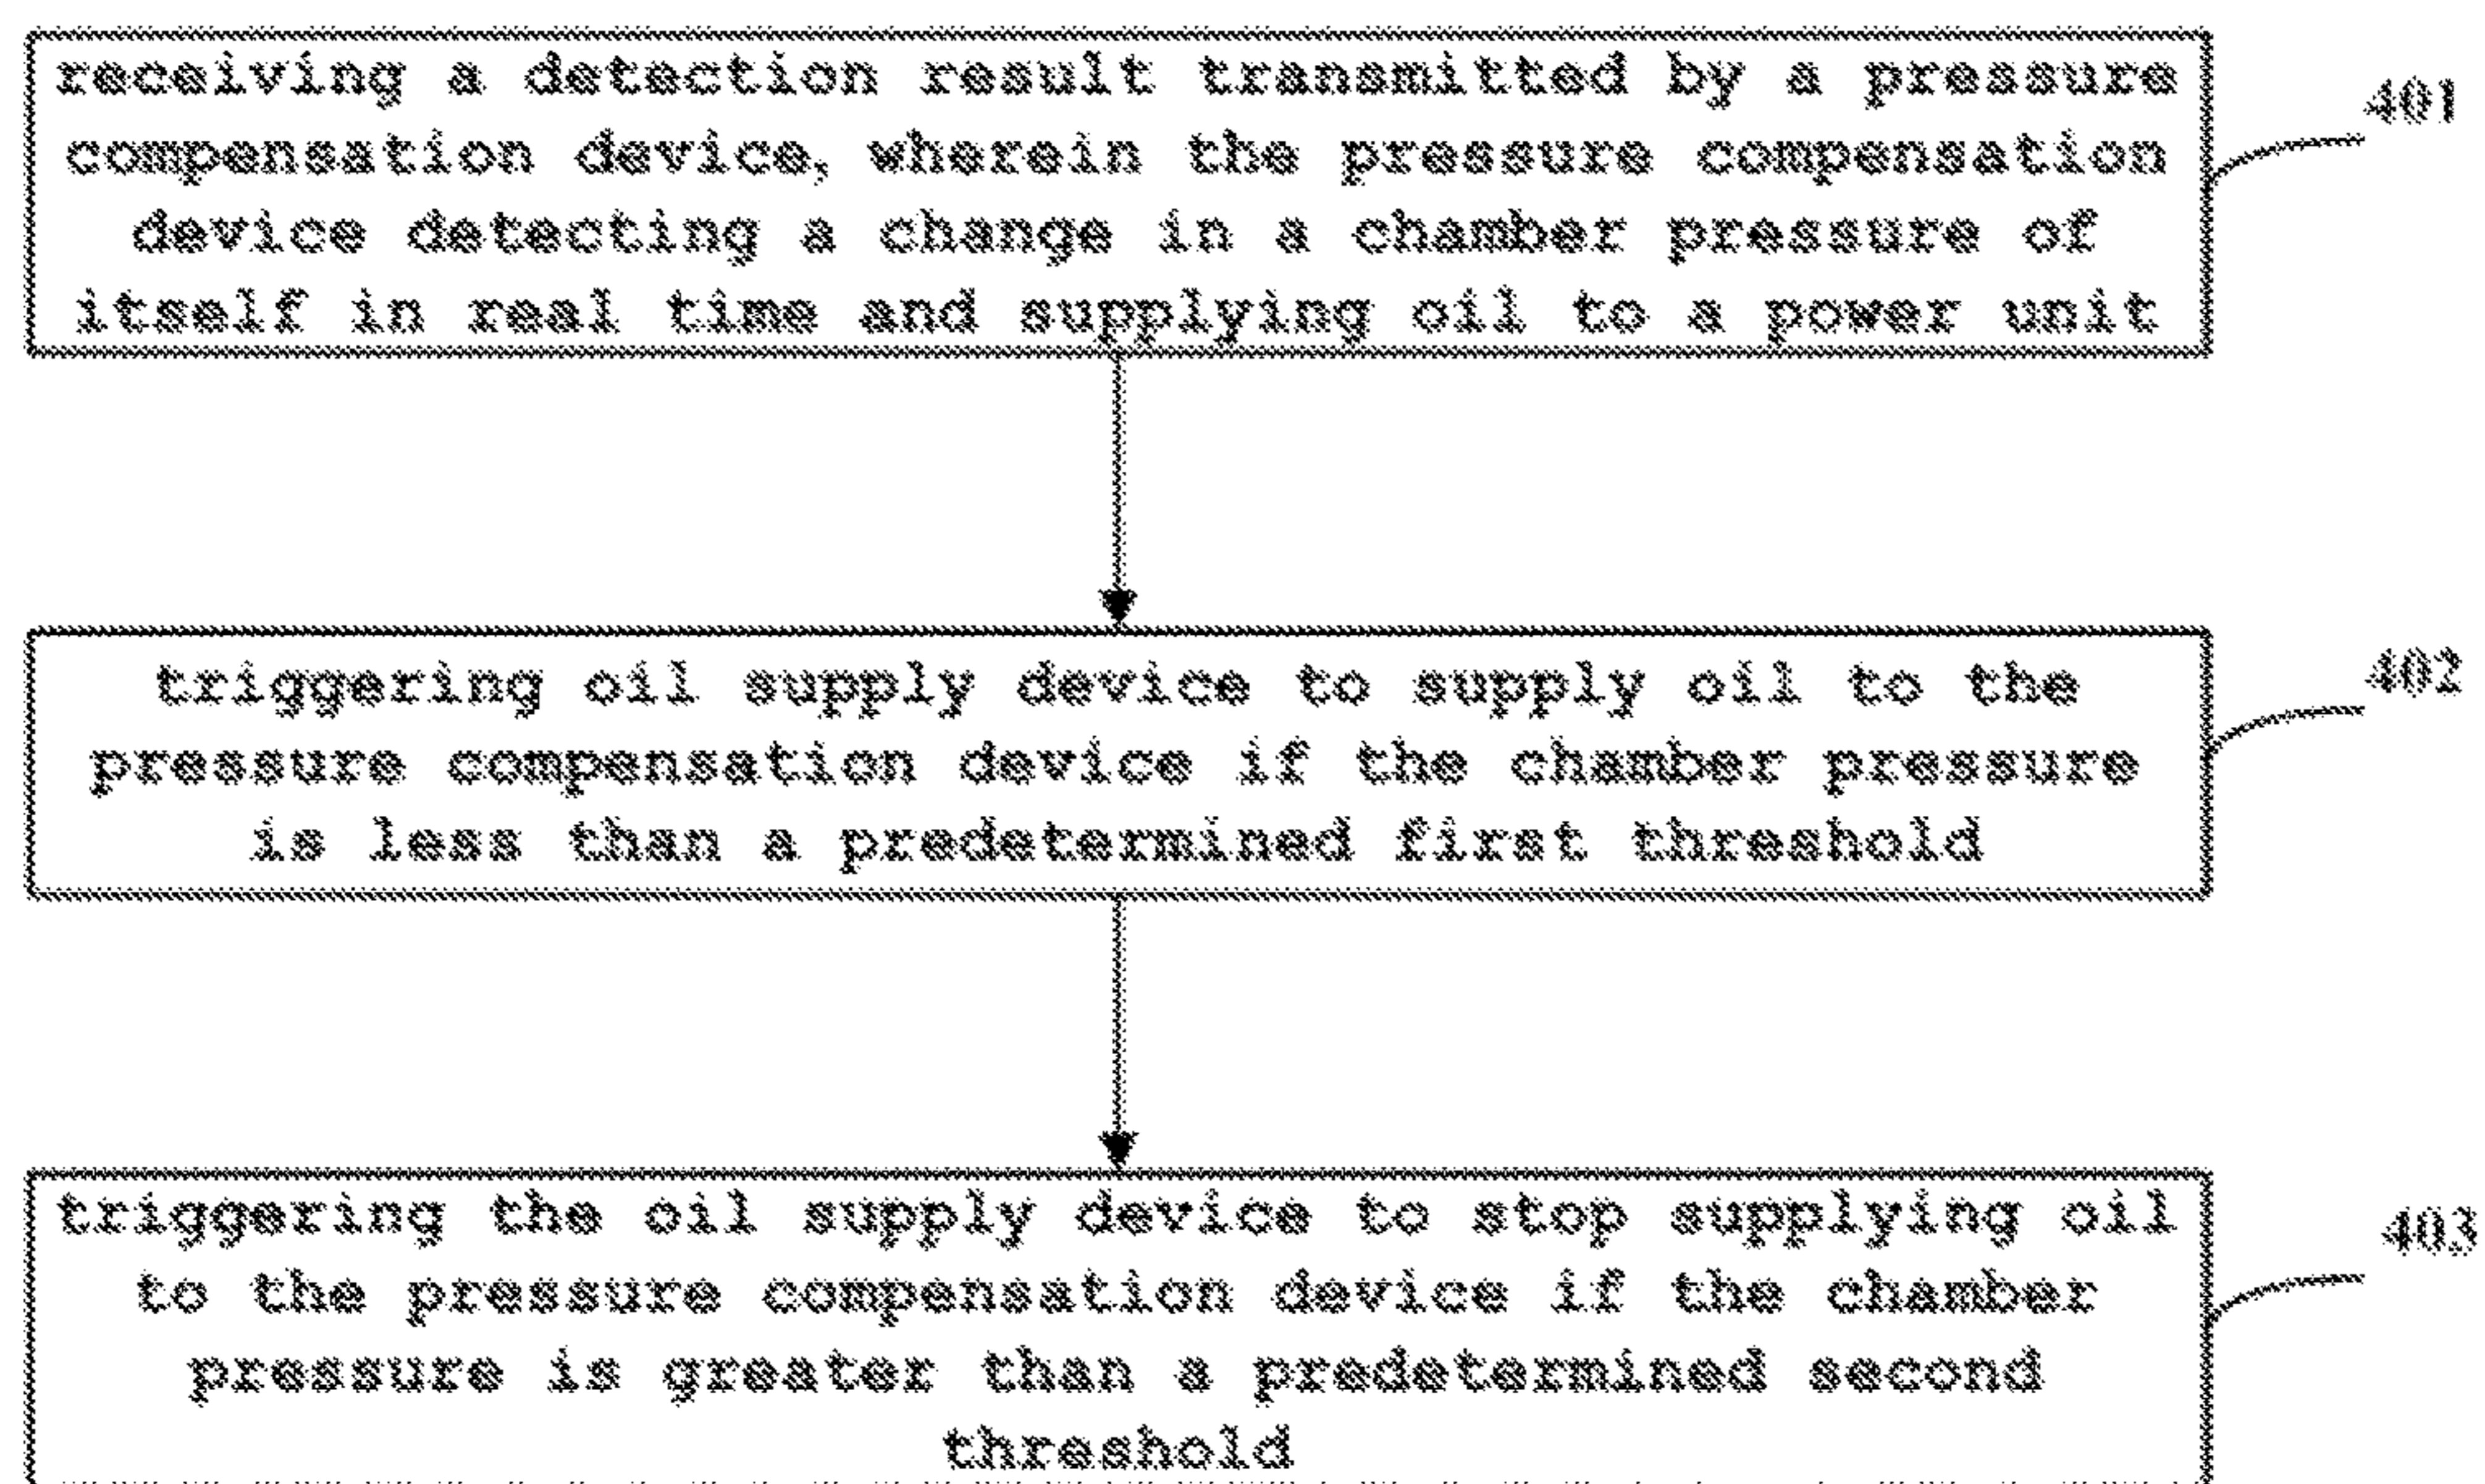 receiving a detection result transmitted by a pressure
401
compensation device, wherein the pressure compensation
device detecting a change in a chamber pressure of
itself in real time and supplying oil to a power unit
triggering oil supply device to supply oil to the
402
pressure compensation device if the chamber pressure
is less than a predetermined first threshold
triggering the oil supply device to stop supplying oil
403
to the pressure compensation device if the chamber
pressure is greater than a predetermined second
threshold